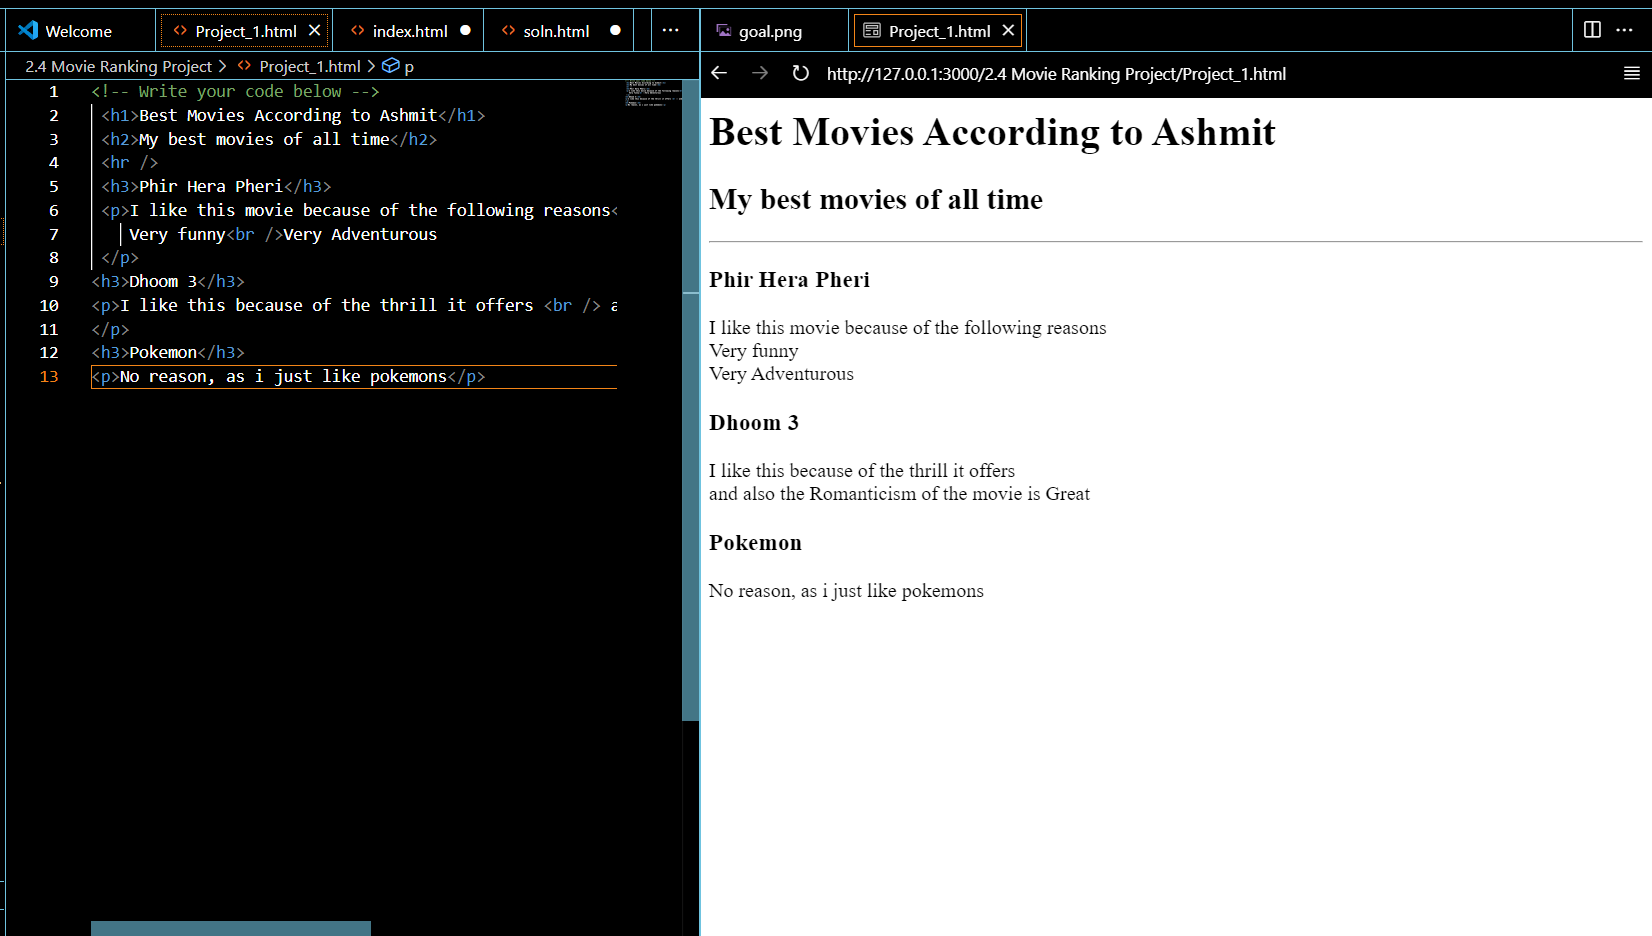 Welcome
Project_1.html
index.html
soln.html
goal.png
Project_1.html
2.4 Movie Ranking Project > Project_1.html > p
http://127.0.0.1:3000/2.4 Movie Ranking Project/Project_1.html
1 <!-- Write your code below -->
2 <h1>Best Movies According to Ashmit</h1>
3 <h2>My best movies of all time</h2>
4 <hr />
5 <h3>Phir Hera Pheri</h3>
6 <p>I like this movie because of the following reasons<
7 Very funny<br />Very Adventurous
8 </p>
9 <h3>Dhoom 3</h3>
10 <p>I like this because of the thrill it offers <br /> a
11 </p>
12 <h3>Pokemon</h3>
13 <p>No reason, as i just like pokemons</p>
Best Movies According to Ashmit
My best movies of all time
Phir Hera Pheri
I like this movie because of the following reasons
Very funny
Very Adventurous
Dhoom 3
I like this because of the thrill it offers
and also the Romanticism of the movie is Great
Pokemon
No reason, as i just like pokemons